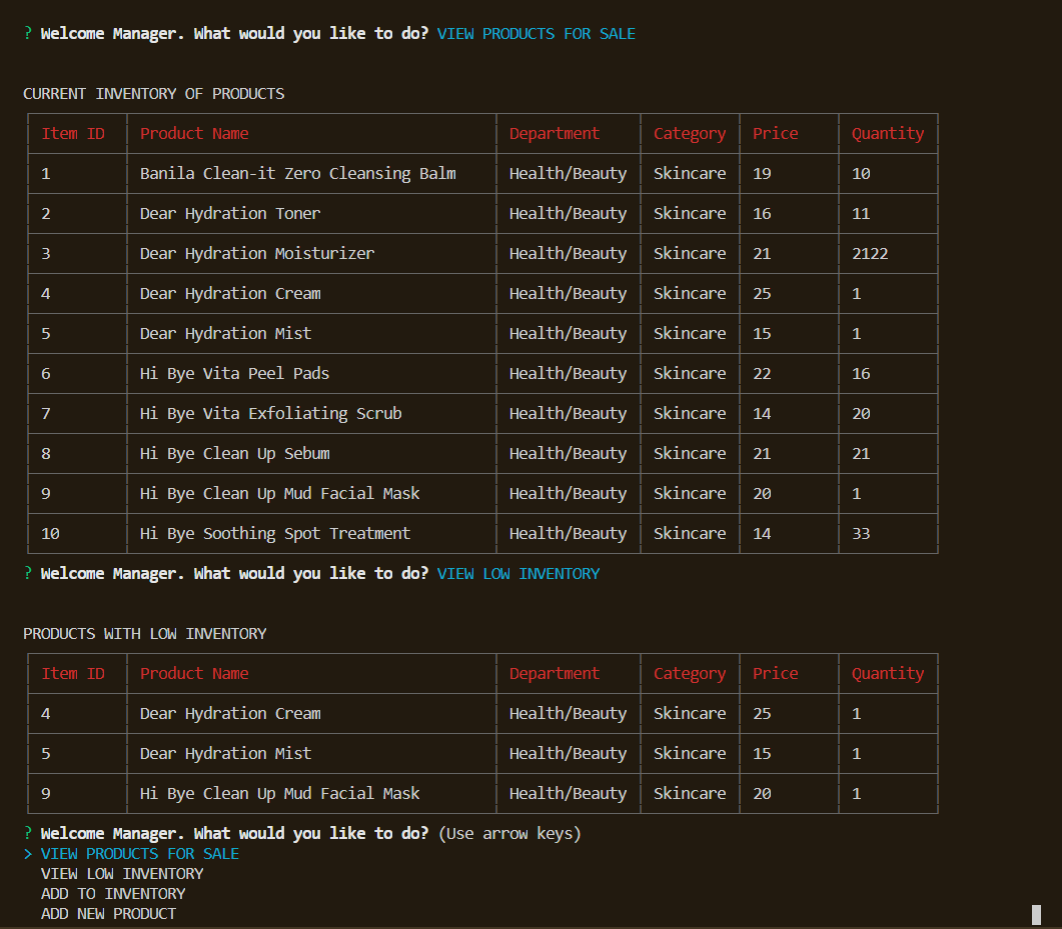 ? Welcome Manager. What would you like to do? VIEW PRODUCTS FOR SALE
CURRENT INVENTORY OF PRODUCTS
Item ID Product Name Department Category Price Quantity
1 Banila Clean-it Zero Cleansing Balm Health/Beauty Skincare 19 10
2 Dear Hydration Toner Health/Beauty Skincare 16 11
3 Dear Hydration Moisturizer Health/Beauty Skincare 21 2122
4 Dear Hydration Cream Health/Beauty Skincare 25 1
5 Dear Hydration Mist Health/Beauty Skincare 15 1
6 Hi Bye Vita Peel Pads Health/Beauty Skincare 22 16
7 Hi Bye Vita Exfoliating Scrub Health/Beauty Skincare 14 20
8 Hi Bye Clean Up Sebum Health/Beauty Skincare 21 21
9 Hi Bye Clean Up Mud Facial Mask Health/Beauty Skincare 20 1
10 Hi Bye Soothing Spot Treatment Health/Beauty Skincare 14 33
? Welcome Manager. What would you like to do? VIEW LOW INVENTORY
PRODUCTS WITH LOW INVENTORY
Item ID Product Name Department Category Price Quantity
4 Dear Hydration Cream Health/Beauty Skincare 25 1
5 Dear Hydration Mist Health/Beauty Skincare 15 1
9 Hi Bye Clean Up Mud Facial Mask Health/Beauty Skincare 20 1
? Welcome Manager. What would you like to do? (Use arrow keys)
> VIEW PRODUCTS FOR SALE
VIEW LOW INVENTORY
ADD TO INVENTORY
ADD NEW PRODUCT